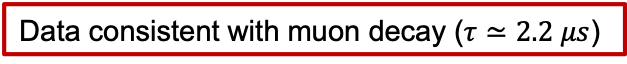 Data consistent with muon decay (τ ≃ 2.2 μs)